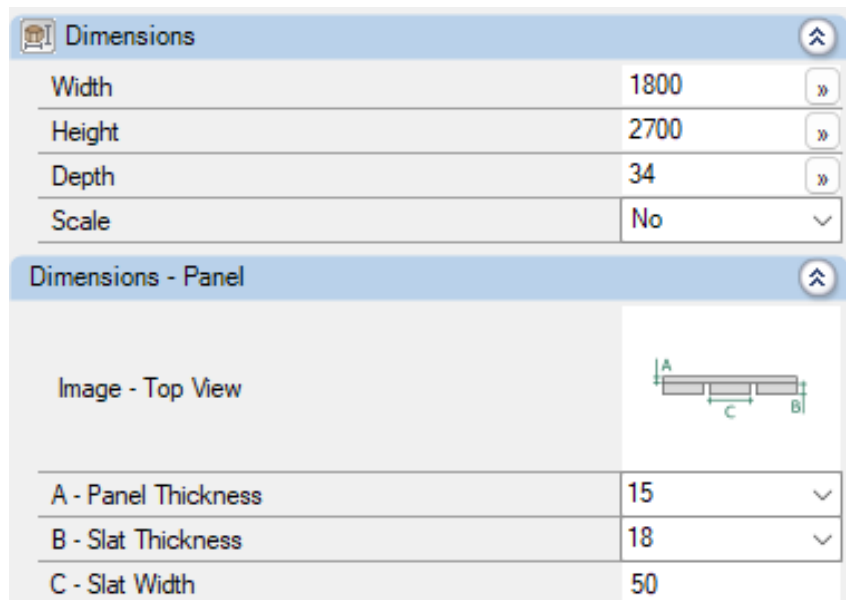 Dimensions
Width 1800 »
Height 2700 »
Depth 34 »
Scale No
Dimensions - Panel
Image - Top View
A
C
B
A - Panel Thickness 15
B - Slat Thickness 18
C - Slat Width 50